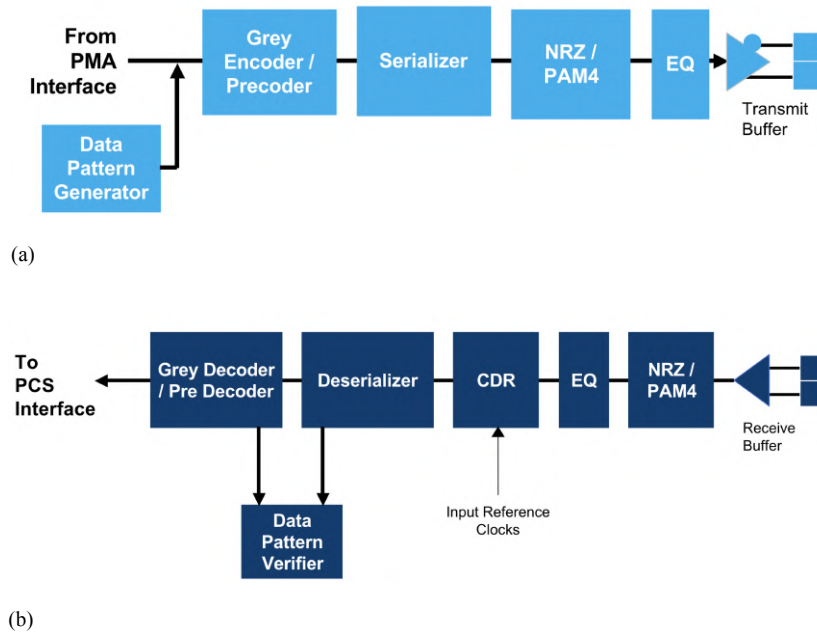 From
PMA
Interface
Grey
Encoder /
Precoder
Serializer
NRZ /
PAM4
EQ
Transmit
Buffer
Data
Pattern
Generator
(a)
To
PCS
Interface
Grey Decoder
/ Pre Decoder
Deserializer
CDR
EQ
NRZ /
PAM4
Receive
Buffer
Input Reference
Clocks
Data
Pattern
Verifier
(b)